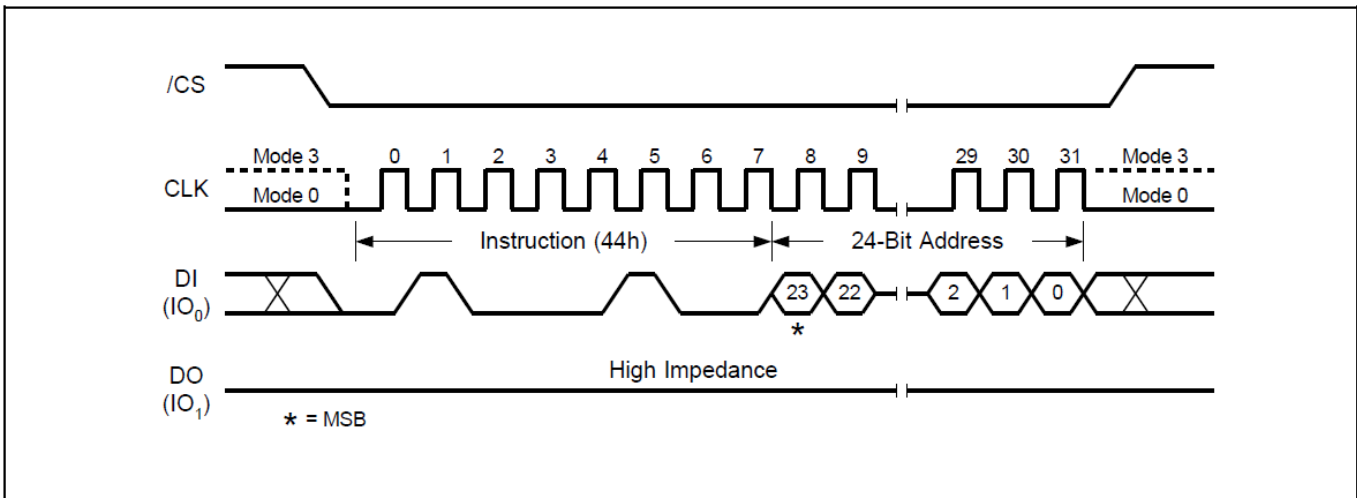 /CS
Mode 3 0 1 2 3 4 5 6 7 8 9 29 30 31 Mode 3
CLK
Mode 0 Mode 0
Instruction (44h) 24-Bit Address
DI
(IO₀)
23 22 2 1 0
*
High Impedance
DO
(IO₁)
* = MSB